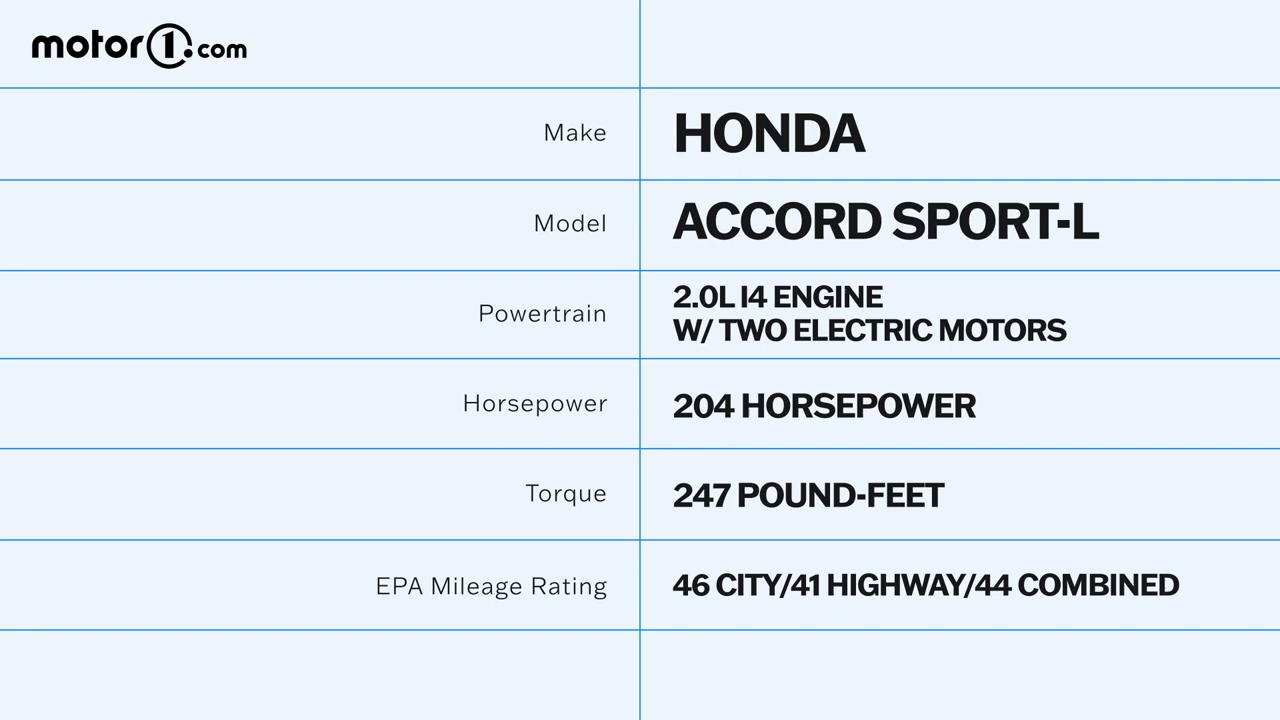 motor1.com
Make
HONDA
Model
ACCORD SPORT-L
Powertrain
2.0L I4 ENGINE
W/ TWO ELECTRIC MOTORS
Horsepower
204 HORSEPOWER
Torque
247 POUND-FEET
EPA Mileage Rating
46 CITY/41 HIGHWAY/44 COMBINED